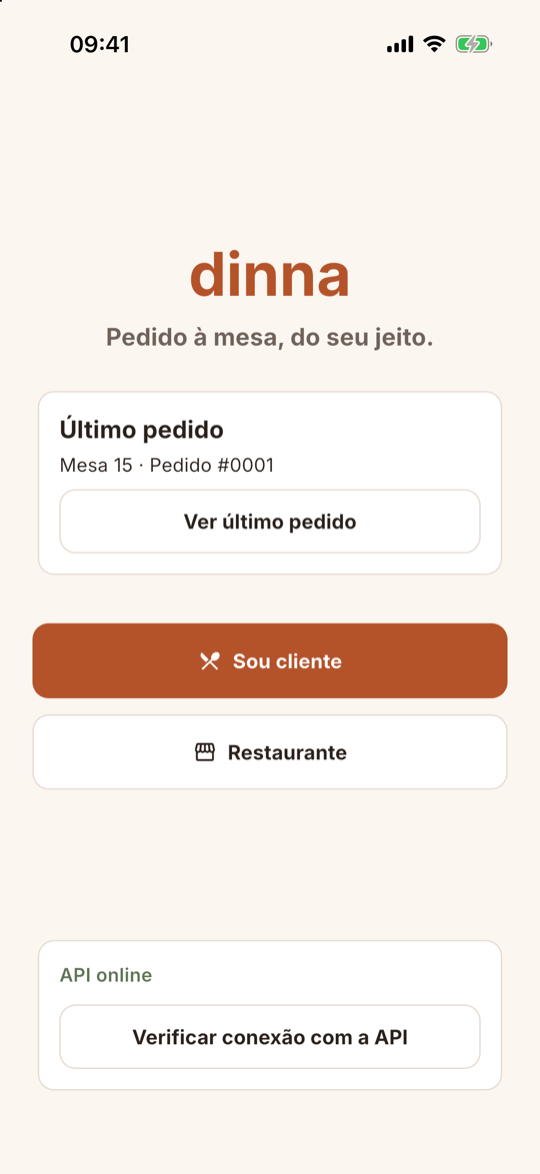 09:41
dinna
Pedido à mesa, do seu jeito.
Último pedido
Mesa 15 · Pedido #0001
Ver último pedido
Sou cliente
Restaurante
API online
Verificar conexão com a API